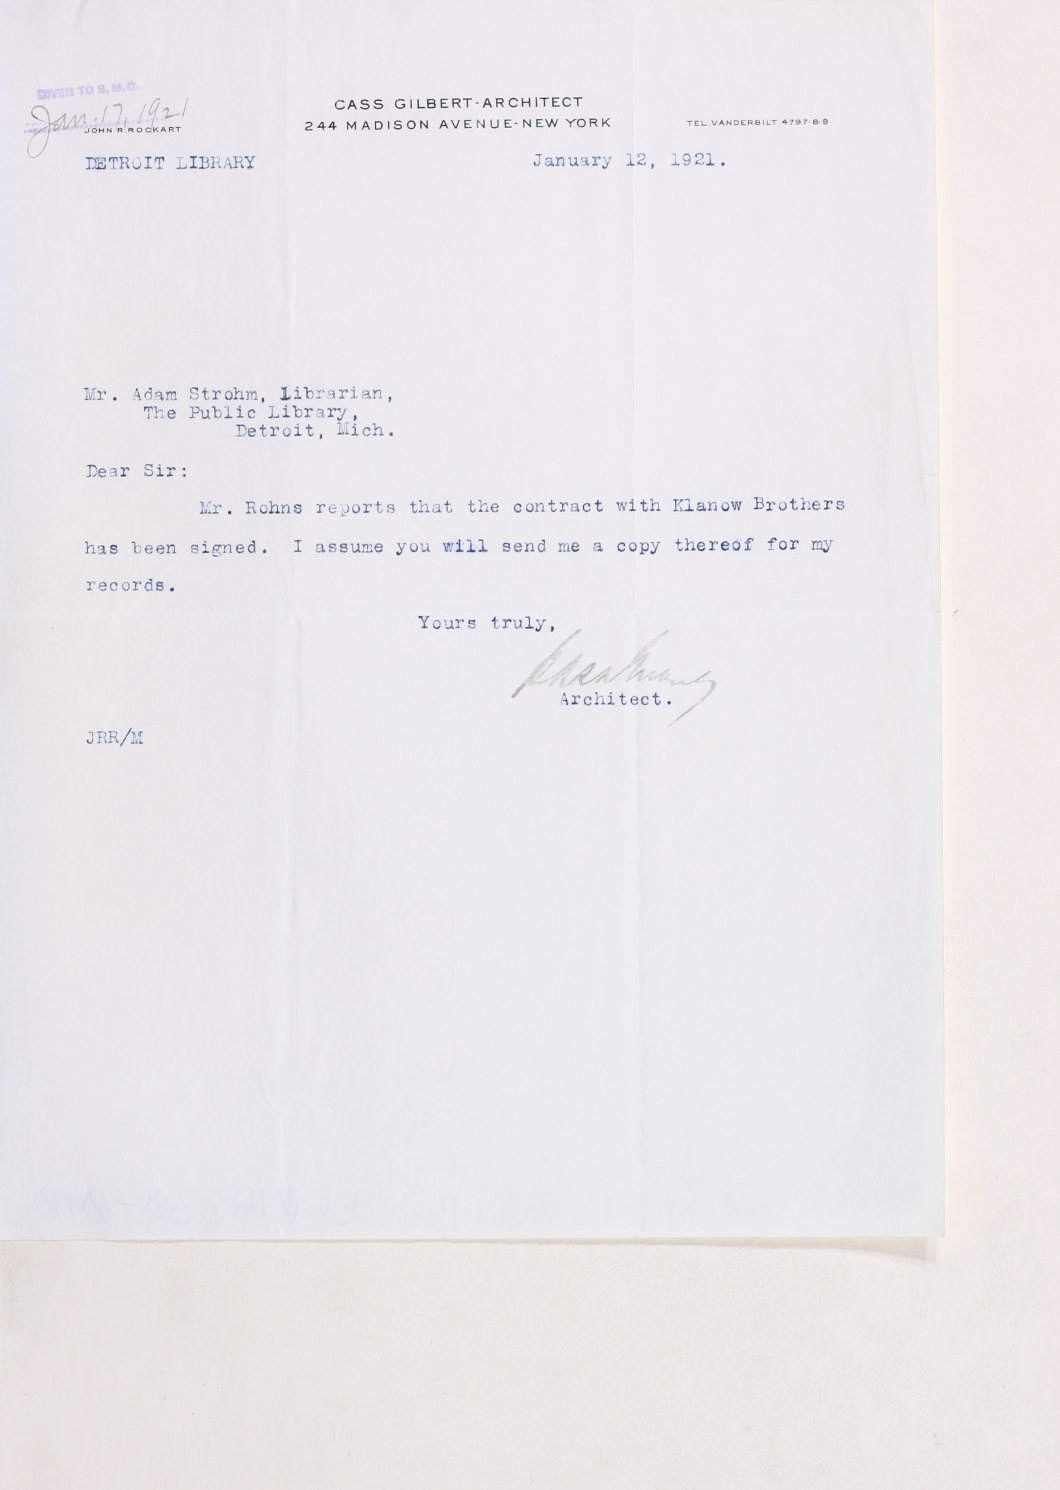 GIVEN TO B.M.C.
Jan. 17, 1921
JOHN R ROCKART
CASS GILBERT·ARCHITECT
244 MADISON AVENUE-NEW YORK
TEL. VANDERBILT 4797-8-9
DETROIT LIBRARY
January 12, 1921.
Mr. Adam Strohm, Librarian,
The Public Library,
Detroit, Mich.
Dear Sir:
Mr. Rohns reports that the contract with Klanow Brothers
has been signed. I assume you will send me a copy thereof for my
records.
Yours truly,
Cass Gilbert
Architect.
JRR/M